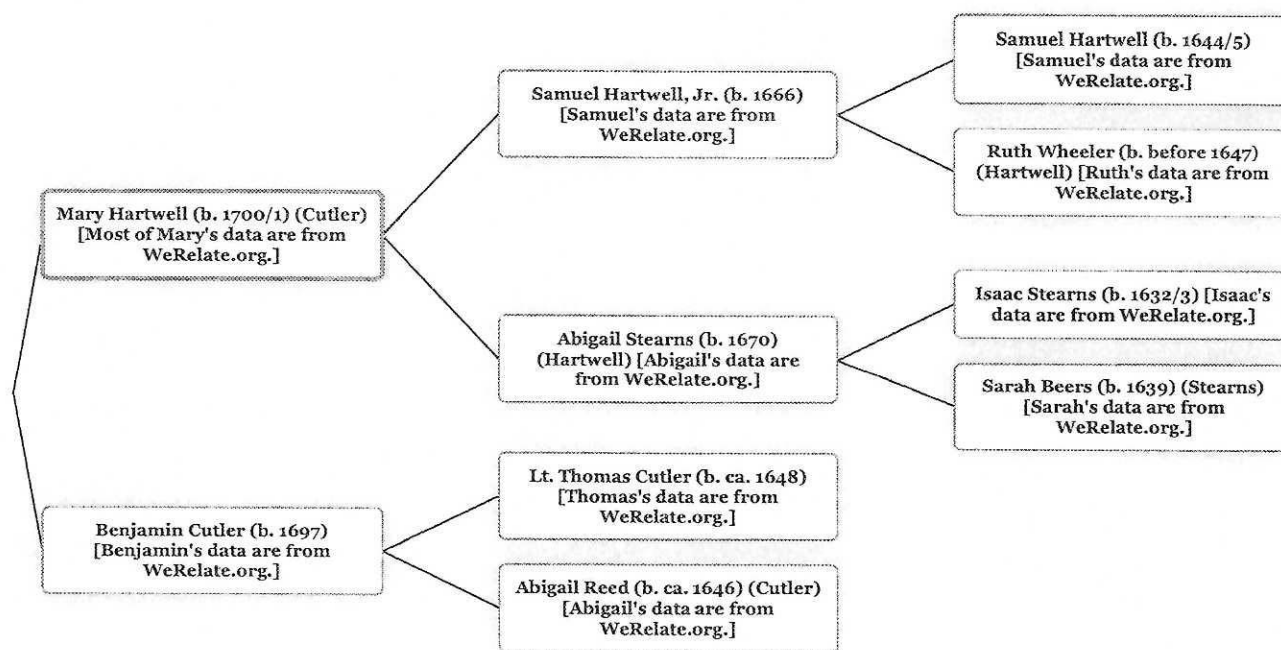 Samuel Hartwell (b. 1644/5)
[Samuel's data are from
WeRelate.org.]
Samuel Hartwell, Jr. (b. 1666)
[Samuel's data are from
WeRelate.org.]
Ruth Wheeler (b. before 1647)
(Hartwell) [Ruth's data are from
WeRelate.org.]
Mary Hartwell (b. 1700/1) (Cutler)
[Most of Mary's data are from
WeRelate.org.]
Isaac Stearns (b. 1632/3) [Isaac's
data are from WeRelate.org.]
Abigail Stearns (b. 1670)
(Hartwell) [Abigail's data are
from WeRelate.org.]
Sarah Beers (b. 1639) (Stearns)
[Sarah's data are from
WeRelate.org.]
Lt. Thomas Cutler (b. ca. 1648)
[Thomas's data are from
WeRelate.org.]
Benjamin Cutler (b. 1697)
[Benjamin's data are from
WeRelate.org.]
Abigail Reed (b. ca. 1646) (Cutler)
[Abigail's data are from
WeRelate.org.]